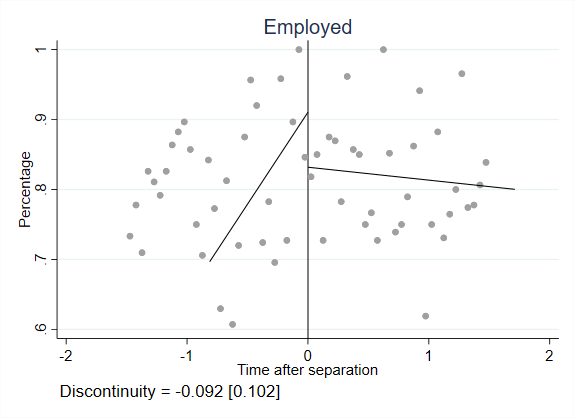 Employed
Percentage
1
.9
.8
.7
.6
-2
-1
0
1
2
Time after separation
Discontinuity = -0.092 [0.102]